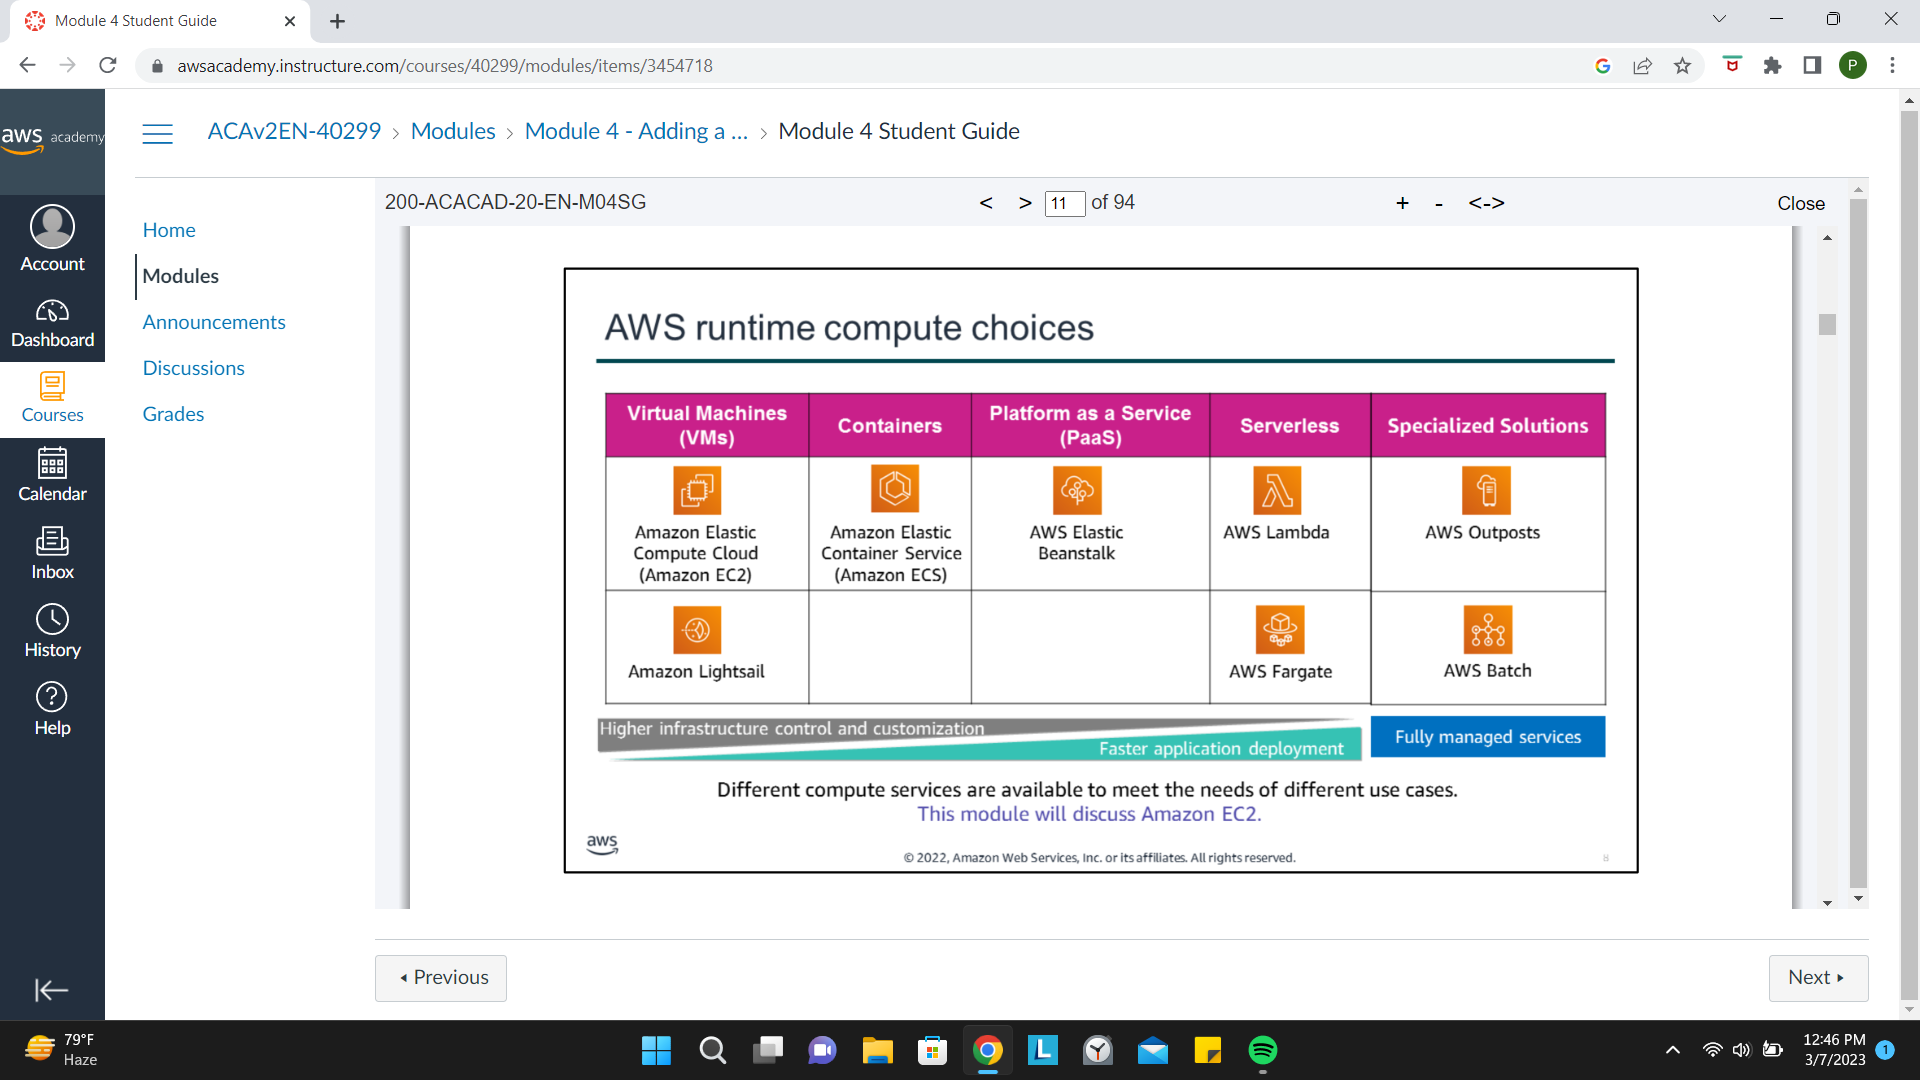 Module 4 Student Guide
awsacademy.instructure.com/courses/40299/modules/items/3454718
P
aws academy
ACAv2EN-40299 > Modules > Module 4 - Adding a ... > Module 4 Student Guide
Account
Dashboard
Courses
Calendar
Inbox
History
Help
Home
Modules
Announcements
Discussions
Grades
200-ACACAD-20-EN-M04SG
< > 11 of 94
+ - <->
Close
AWS runtime compute choices
Virtual Machines
(VMs)
Containers
Platform as a Service
(PaaS)
Serverless
Specialized Solutions
Amazon Elastic
Compute Cloud
(Amazon EC2)
Amazon Elastic
Container Service
(Amazon ECS)
AWS Elastic
Beanstalk
AWS Lambda
AWS Outposts
Amazon Lightsail
AWS Fargate
AWS Batch
Higher infrastructure control and customization
Faster application deployment
Fully managed services
Different compute services are available to meet the needs of different use cases.
This module will discuss Amazon EC2.
aws
© 2022, Amazon Web Services, Inc. or its affiliates. All rights reserved.
8
Previous
Next
79°F
Haze
L
12:46 PM
3/7/2023
1